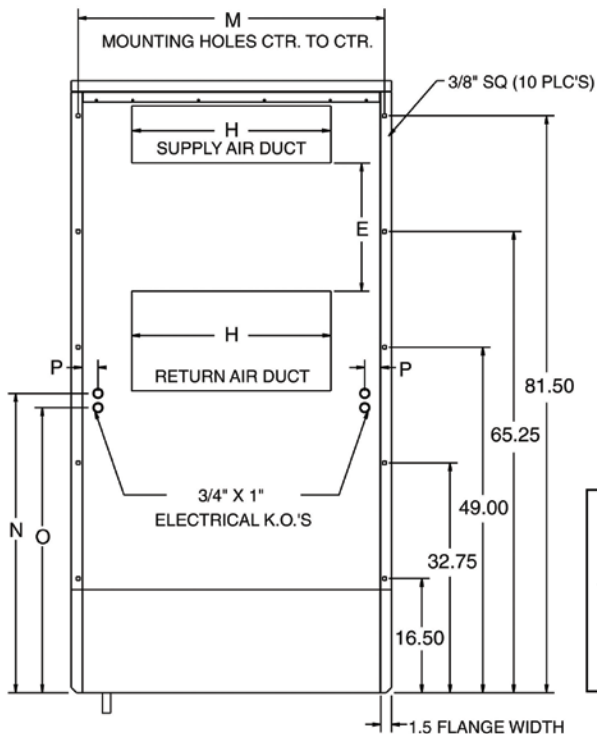 M
MOUNTING HOLES CTR. TO CTR.
3/8" SQ (10 PLC'S)
H
SUPPLY AIR DUCT
E
H
RETURN AIR DUCT
P
P
81.50
65.25
49.00
3/4" X 1"
ELECTRICAL K.O.'S
N
O
32.75
16.50
1.5 FLANGE WIDTH